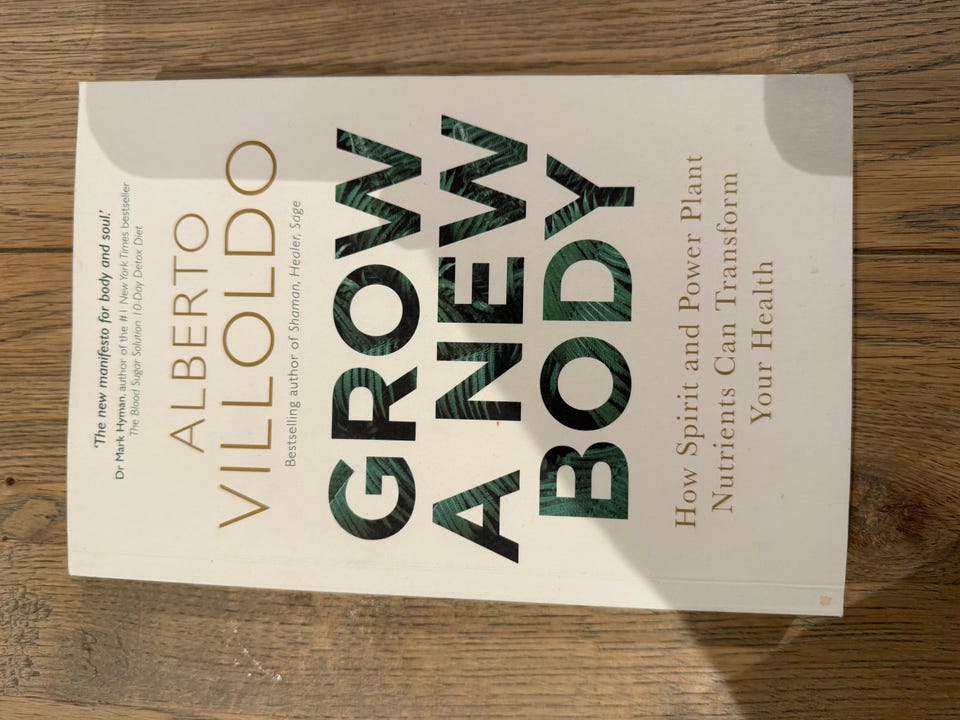 'The new manifesto for body and soul.'
Dr Mark Hyman, author of the #1 New York Times bestseller
The Blood Sugar Solution 10-Day Detox Diet
ALBERTO
VILLOLDO
Bestselling author of Shaman, Healer, Sage
GROW
A NEW
BODY
How Spirit and Power Plant
Nutrients Can Transform
Your Health